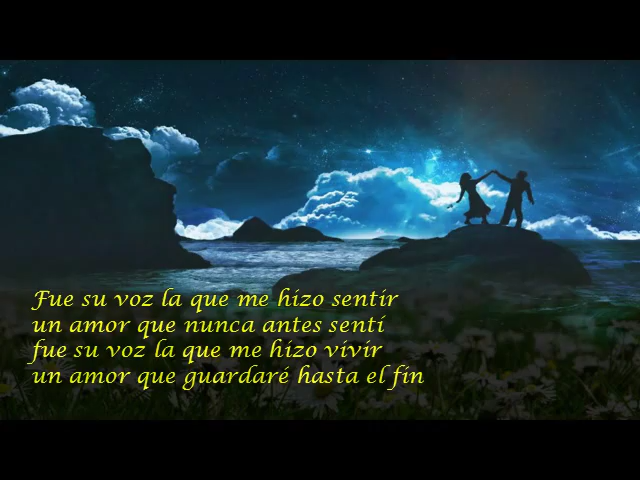 Fue su voz la que me hizo sentir
un amor que nunca antes sentí
fue su voz la que me hizo vivir
un amor que guardaré hasta el fin